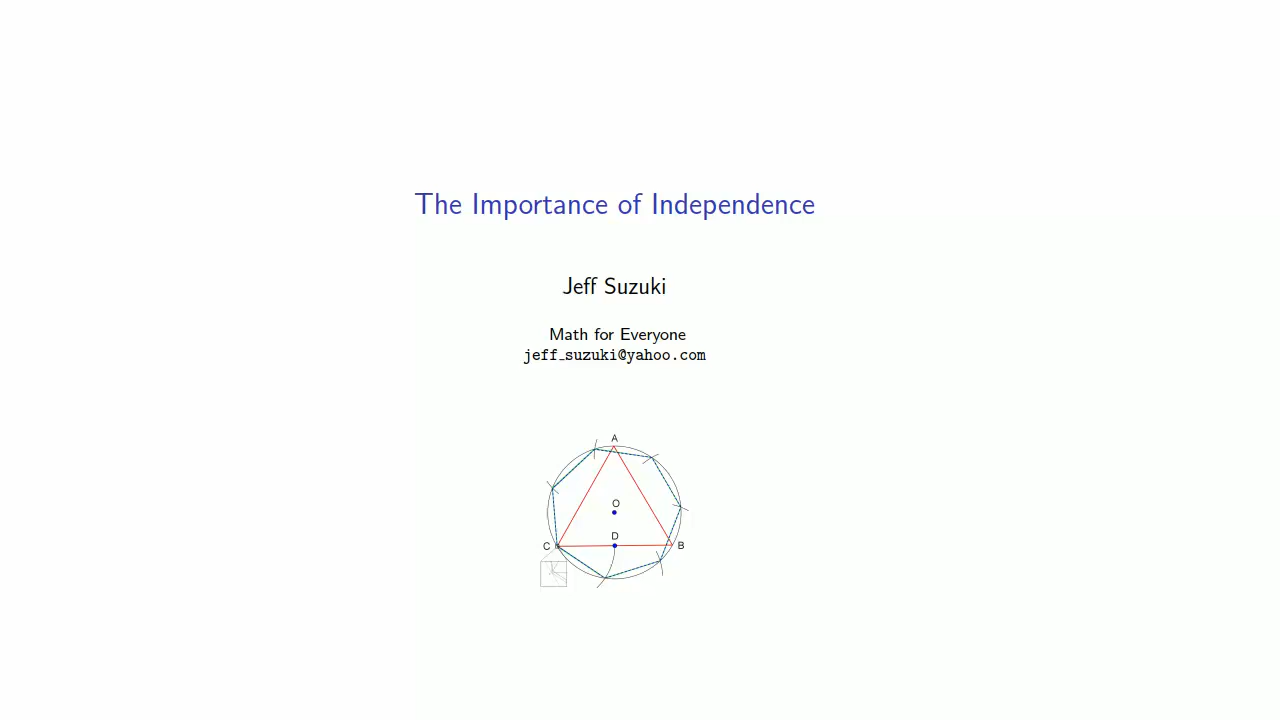 The Importance of Independence
Jeff Suzuki
Math for Everyone
jeff_suzuki@yahoo.com
A
O
D
C
B